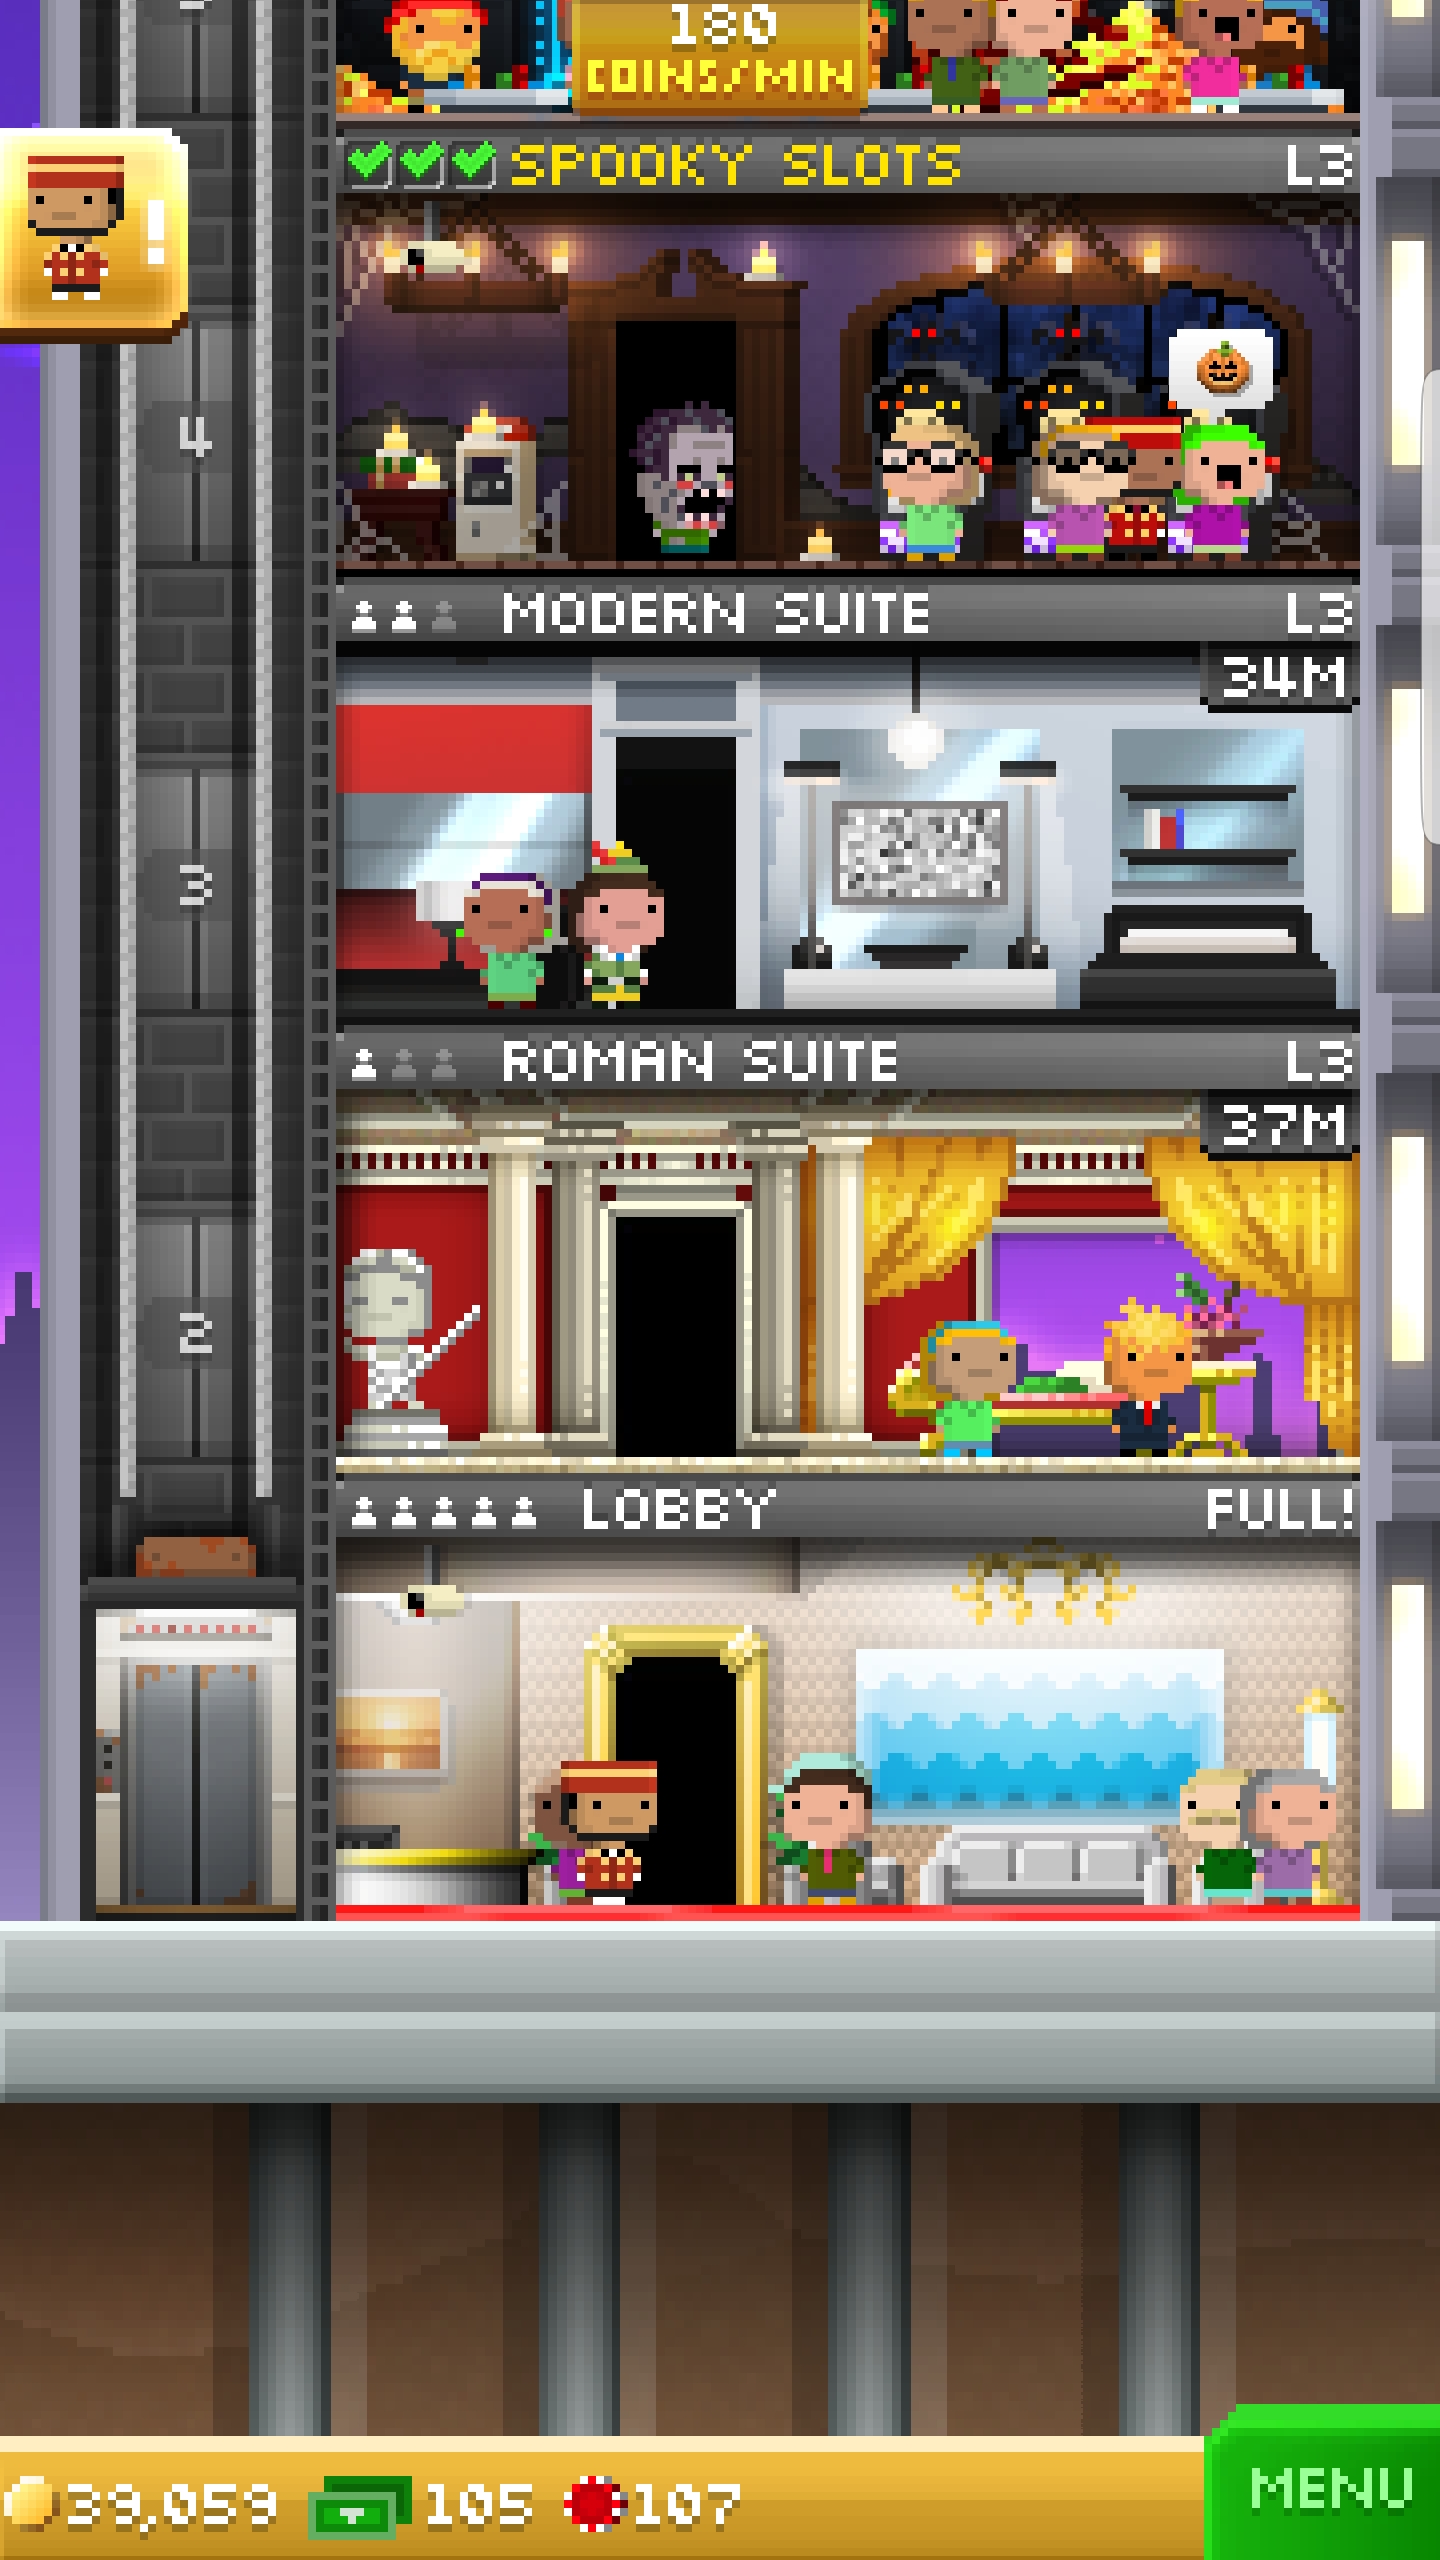 180
COINS/MIN
SPOOKY SLOTS L3
!
4
MODERN SUITE L3
34M
3
ROMAN SUITE L3
37M
2
LOBBY FULL!
39,059 105 107
MENU